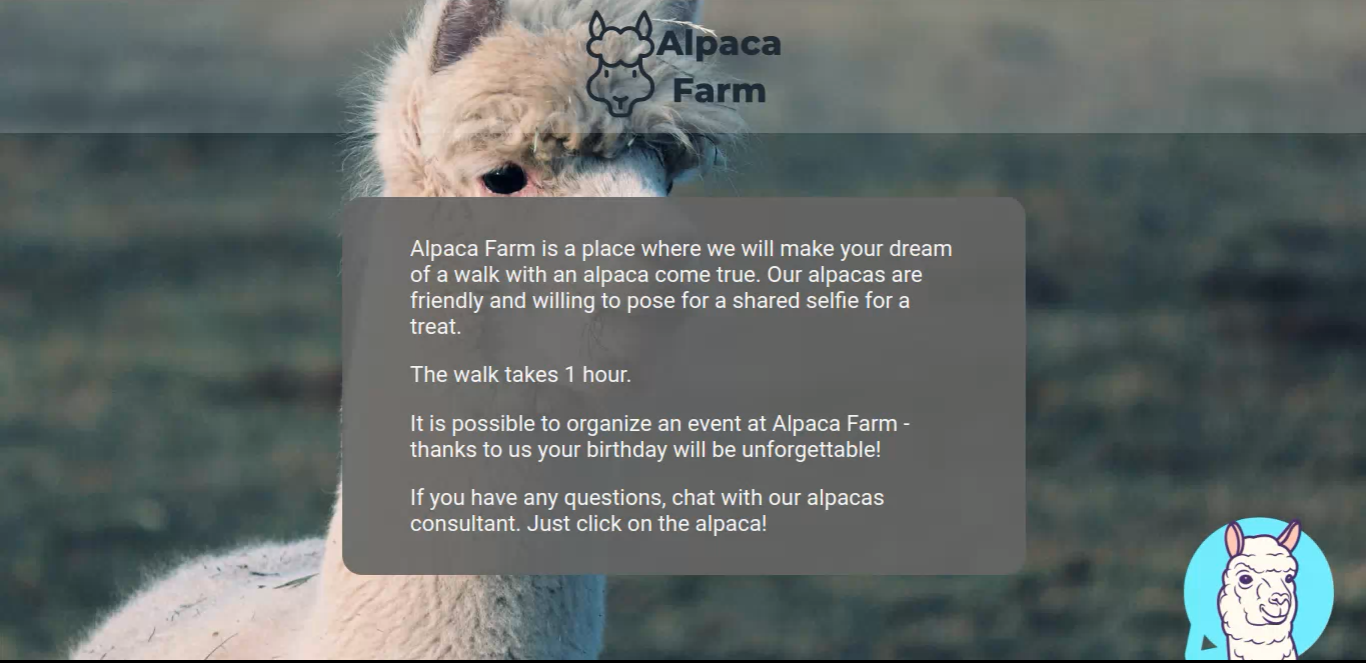 Alpaca
Farm
Alpaca Farm is a place where we will make your dream
of a walk with an alpaca come true. Our alpacas are
friendly and willing to pose for a shared selfie for a
treat.
The walk takes 1 hour.
It is possible to organize an event at Alpaca Farm -
thanks to us your birthday will be unforgettable!
If you have any questions, chat with our alpacas
consultant. Just click on the alpaca!